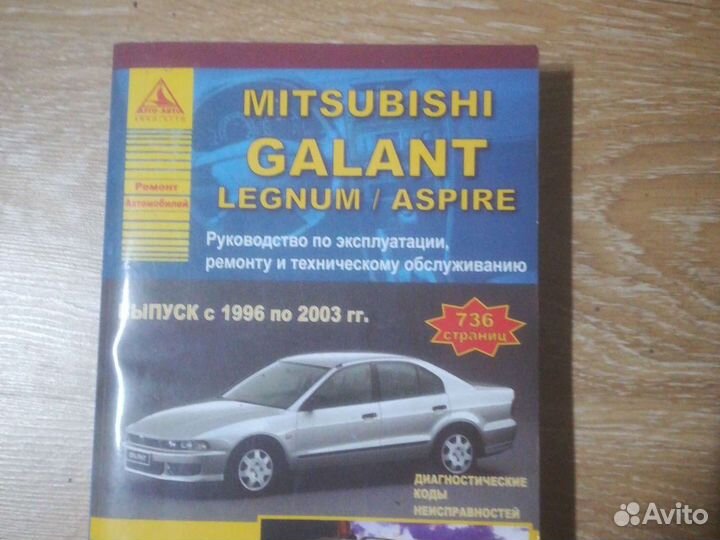 MITSUBISHI
GALANT
LEGNUM / ASPIRE
Ремонт
Автомобилей
Руководство по эксплуатации,
ремонту и техническому обслуживанию
ВЫПУСК с 1996 по 2003 гг.
736
страниц
ДИАГНОСТИЧЕСКИЕ
КОДЫ
НЕИСПРАВНОСТЕЙ
Avito